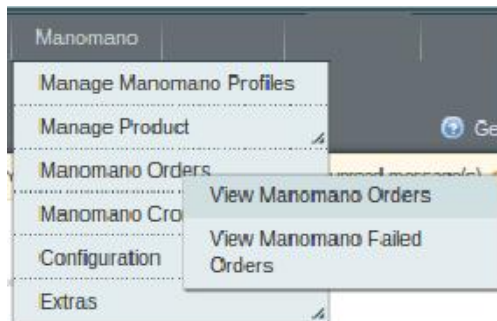 Manomano
Manage Manomano Profiles
Manage Product
Ge
Manomano Orders
View Manomano Orders
Manomano Cro
View Manomano Failed
Orders
Configuration
Extras